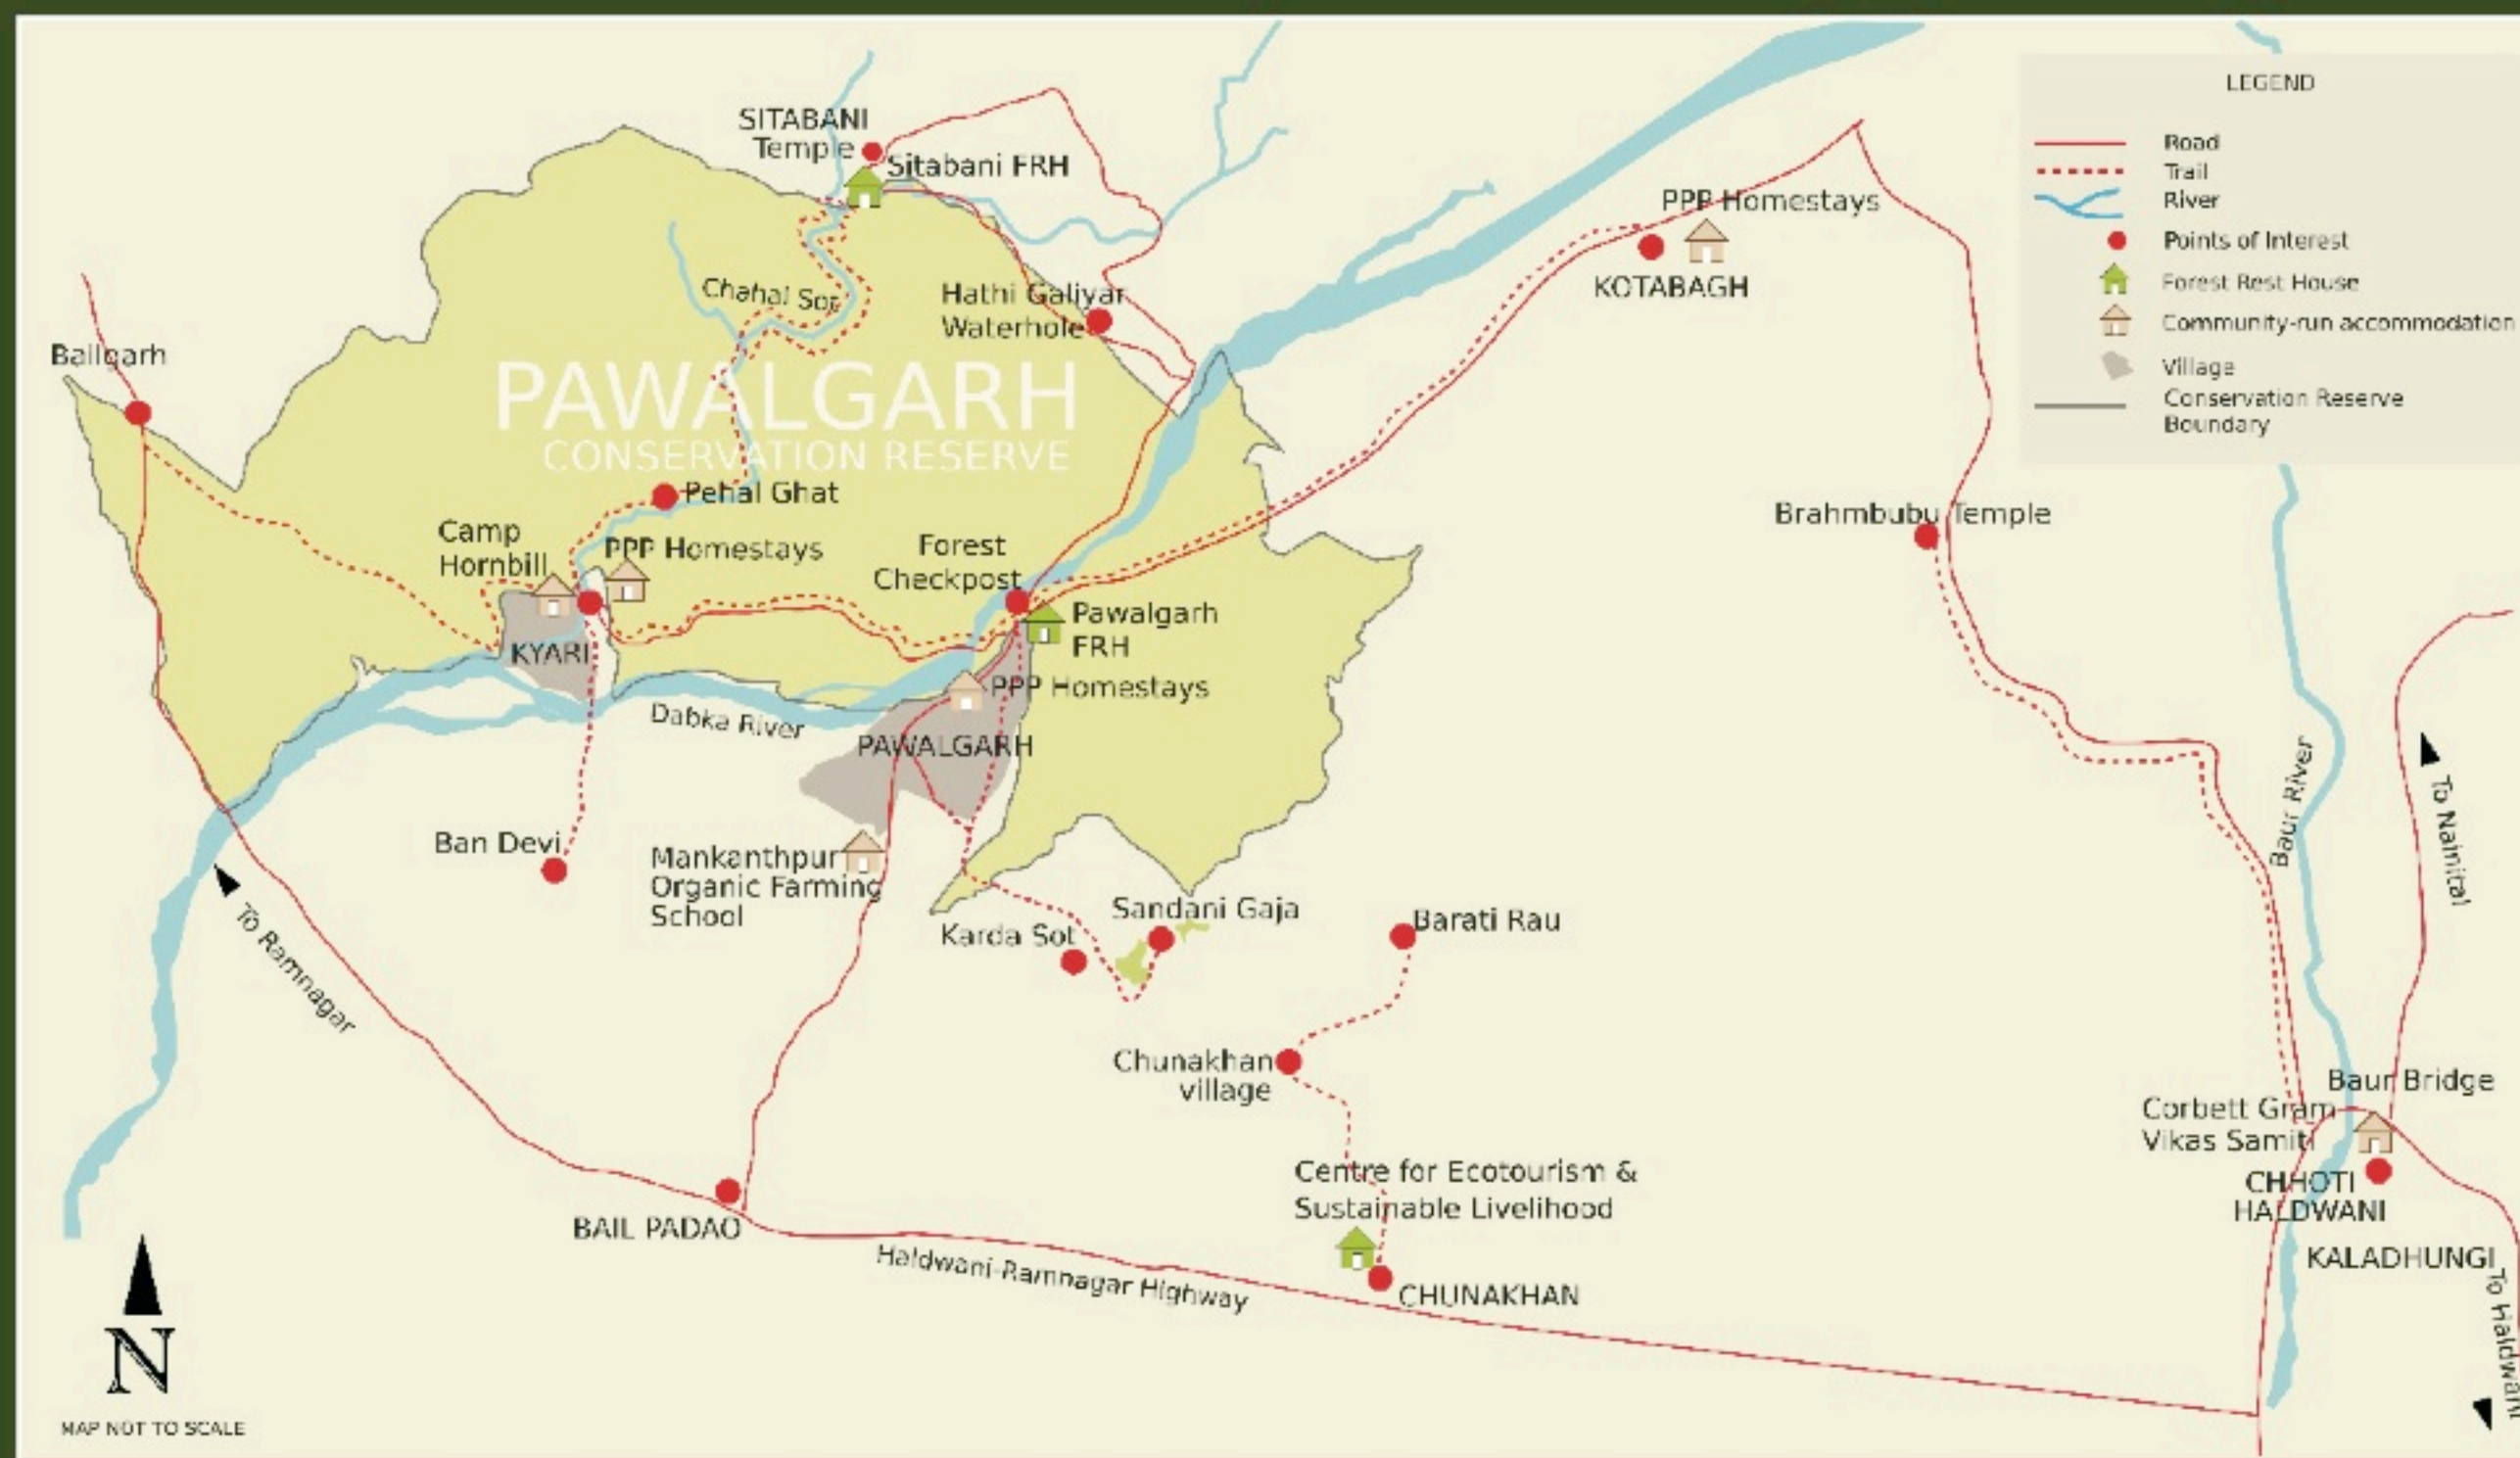 LEGEND
Road
Trail
River
Points of Interest
Forest Rest House
Community-run accommodation
Village
Conservation Reserve
Boundary
SITABANI
Temple
Sitabani FRH
PPP Homestays
KOTABAGH
Chahal Sot
Hathi Galiyar
Waterhole
Bailgarh
PAWALGARH
CONSERVATION RESERVE
Pehal Ghat
Camp
Hornbill
PPP Homestays
Forest
Checkpost
Brahmbubu Temple
Pawalgarh
FRH
KYARI
PPP Homestays
Dabka River
PAWALGARH
Baur River
To Nainital
Ban Devi
Mankanthpur
Organic Farming
School
Sandani Gaja
Karda Sot
Barati Rau
To Ramnagar
Chunakhan
village
Baur Bridge
Corbett Gram
Vikas Samiti
Centre for Ecotourism &
Sustainable Livelihood
CHHOTI
HALDWANI
BAIL PADAO
Haldwani-Ramnagar Highway
CHUNAKHAN
KALADHUNGI
To Haldwani
N
MAP NOT TO SCALE